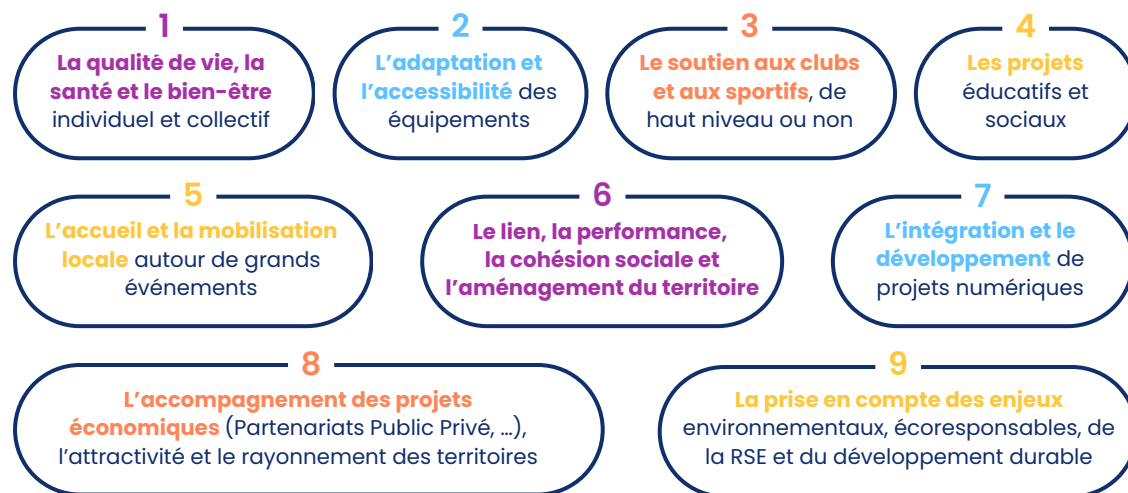 1
La qualité de vie, la
santé et le bien-être
individuel et collectif
2
L'adaptation et
l'accessibilité des
équipements
3
Le soutien aux clubs
et aux sportifs, de
haut niveau ou non
4
Les projets
éducatifs et
sociaux
5
L'accueil et la mobilisation
locale autour de grands
événements
6
Le lien, la performance,
la cohésion sociale et
l'aménagement du territoire
7
L'intégration et le
développement de
projets numériques
8
L'accompagnement des projets
économiques (Partenariats Public Privé, ...),
l'attractivité et le rayonnement des territoires
9
La prise en compte des enjeux
environnementaux, écoresponsables, de
la RSE et du développement durable